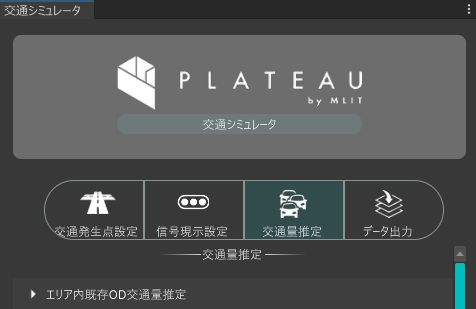 交通シミュレータ
PLATEAU
by MLIT
交通シミュレータ
交通発生点設定
信号現示設定
交通量推定
データ出力
交通量推定
エリア内既存OD交通量推定